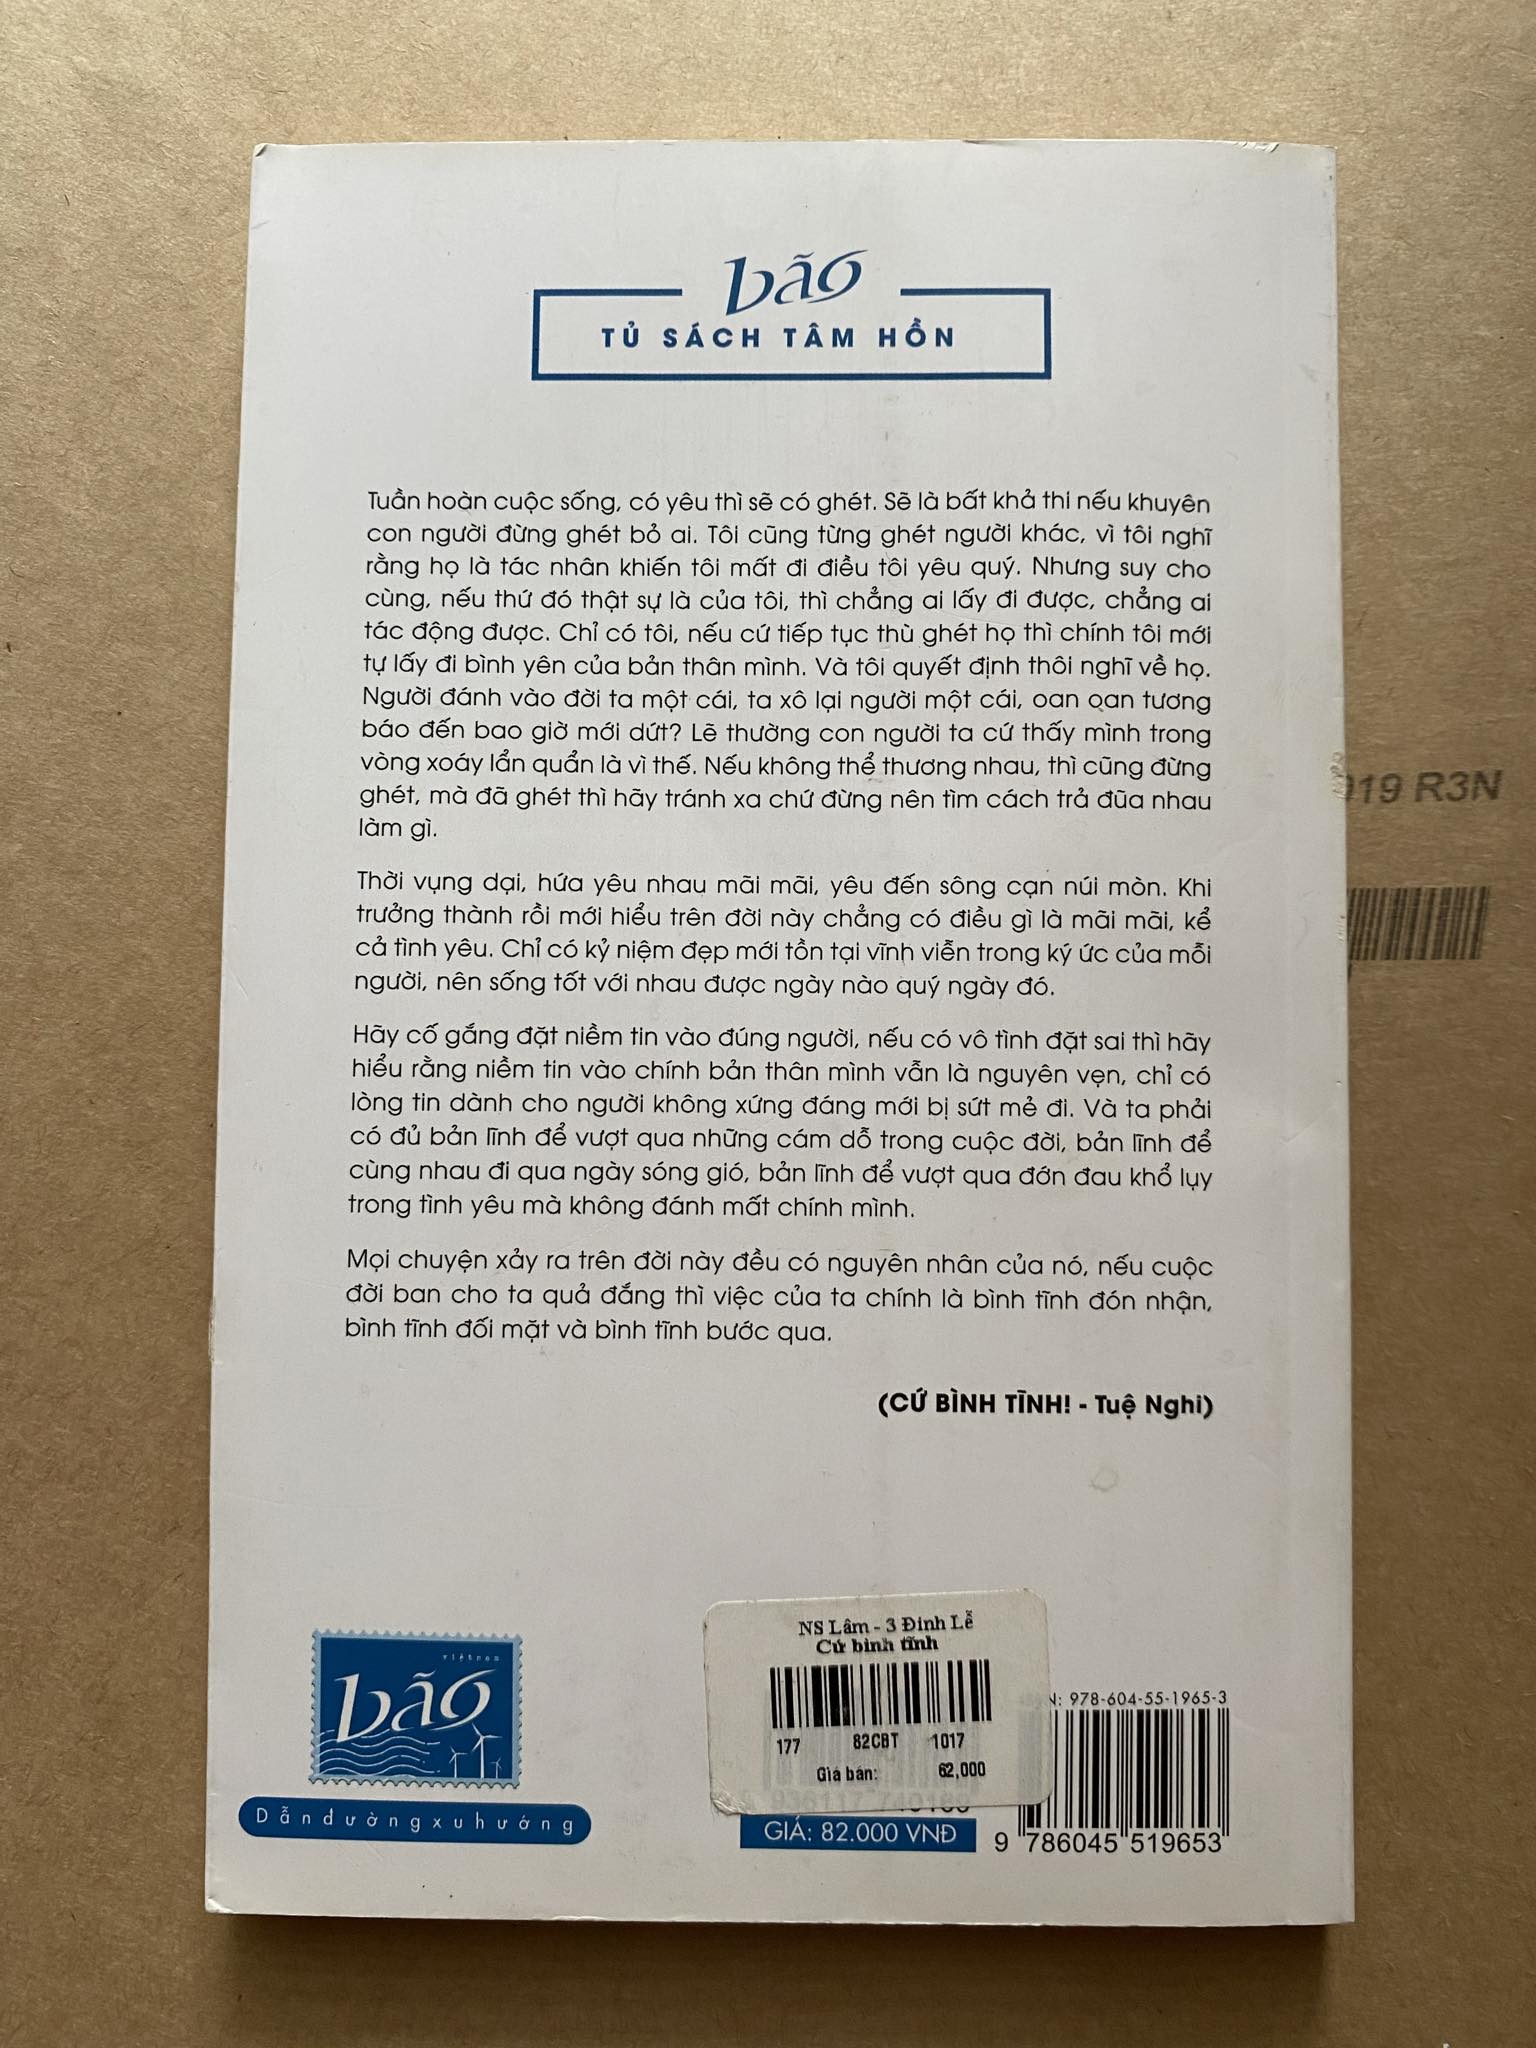 bão
TỦ SÁCH TÂM HỒN
Tuần hoàn cuộc sống, có yêu thì sẽ có ghét. Sẽ là bất khả thi nếu khuyên
con người đừng ghét bỏ ai. Tôi cũng từng ghét người khác, vì tôi nghĩ
rằng họ là tác nhân khiến tôi mất đi điều tôi yêu quý. Nhưng suy cho
cùng, nếu thứ đó thật sự là của tôi, thì chẳng ai lấy đi được, chẳng ai
tác động được. Chỉ có tôi, nếu cứ tiếp tục thù ghét họ thì chính tôi mới
tự lấy đi bình yên của bản thân mình. Và tôi quyết định thôi nghĩ về họ.
Người đánh vào đời ta một cái, ta xô lại người một cái, oan oan tương
báo đến bao giờ mới dứt? Lẽ thường con người ta cứ thấy mình trong
vòng xoáy lẩn quẩn là vì thế. Nếu không thể thương nhau, thì cũng đừng
ghét, mà đã ghét thì hãy tránh xa chứ đừng nên tìm cách trả đũa nhau
làm gì.
Thời vụng dại, hứa yêu nhau mãi mãi, yêu đến sông cạn núi mòn. Khi
trưởng thành rồi mới hiểu trên đời này chẳng có điều gì là mãi mãi, kể
cả tình yêu. Chỉ có kỷ niệm đẹp mới tồn tại vĩnh viễn trong ký ức của mỗi
người, nên sống tốt với nhau được ngày nào quý ngày đó.
Hãy cố gắng đặt niềm tin vào đúng người, nếu có vô tình đặt sai thì hãy
hiểu rằng niềm tin vào chính bản thân mình vẫn là nguyên vẹn, chỉ có
lòng tin dành cho người không xứng đáng mới bị sứt mẻ đi. Và ta phải
có đủ bản lĩnh để vượt qua những cám dỗ trong cuộc đời, bản lĩnh để
cùng nhau đi qua ngày sóng gió, bản lĩnh để vượt qua đớn đau khổ lụy
trong tình yêu mà không đánh mất chính mình.
Mọi chuyện xảy ra trên đời này đều có nguyên nhân của nó, nếu cuộc
đời ban cho ta quả đắng thì việc của ta chính là bình tĩnh đón nhận,
bình tĩnh đối mặt và bình tĩnh bước qua.
(CỨ BÌNH TĨNH! - Tuệ Nghi)
việtnam
bão
Dẫn đường xu hướng
NS Lâm - 3 Đinh Lễ
Cứ bình tĩnh
177 82CBT 1017
Giá bán: 62,000
GIÁ: 82.000 VNĐ
N: 978-604-55-1965-3
9 786045 519653
019 R3N